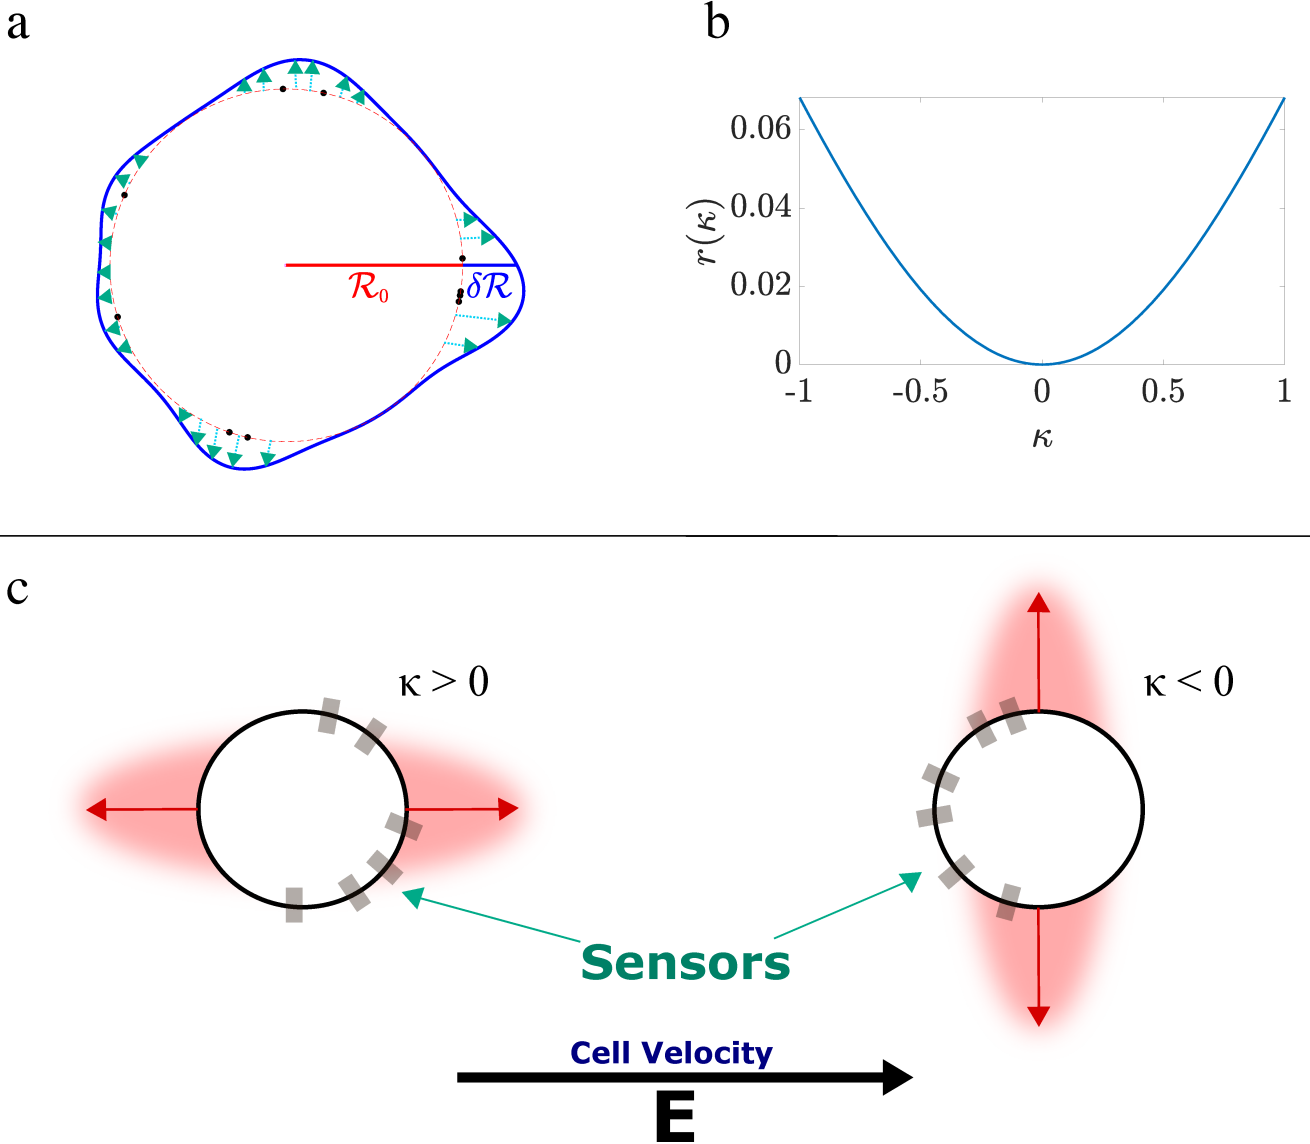 a
b
ℛ₀
δℛ
r(κ)
0.06
0.04
0.02
0
-1
-0.5
0
0.5
1
κ
c
κ > 0
κ < 0
Sensors
Cell Velocity
E